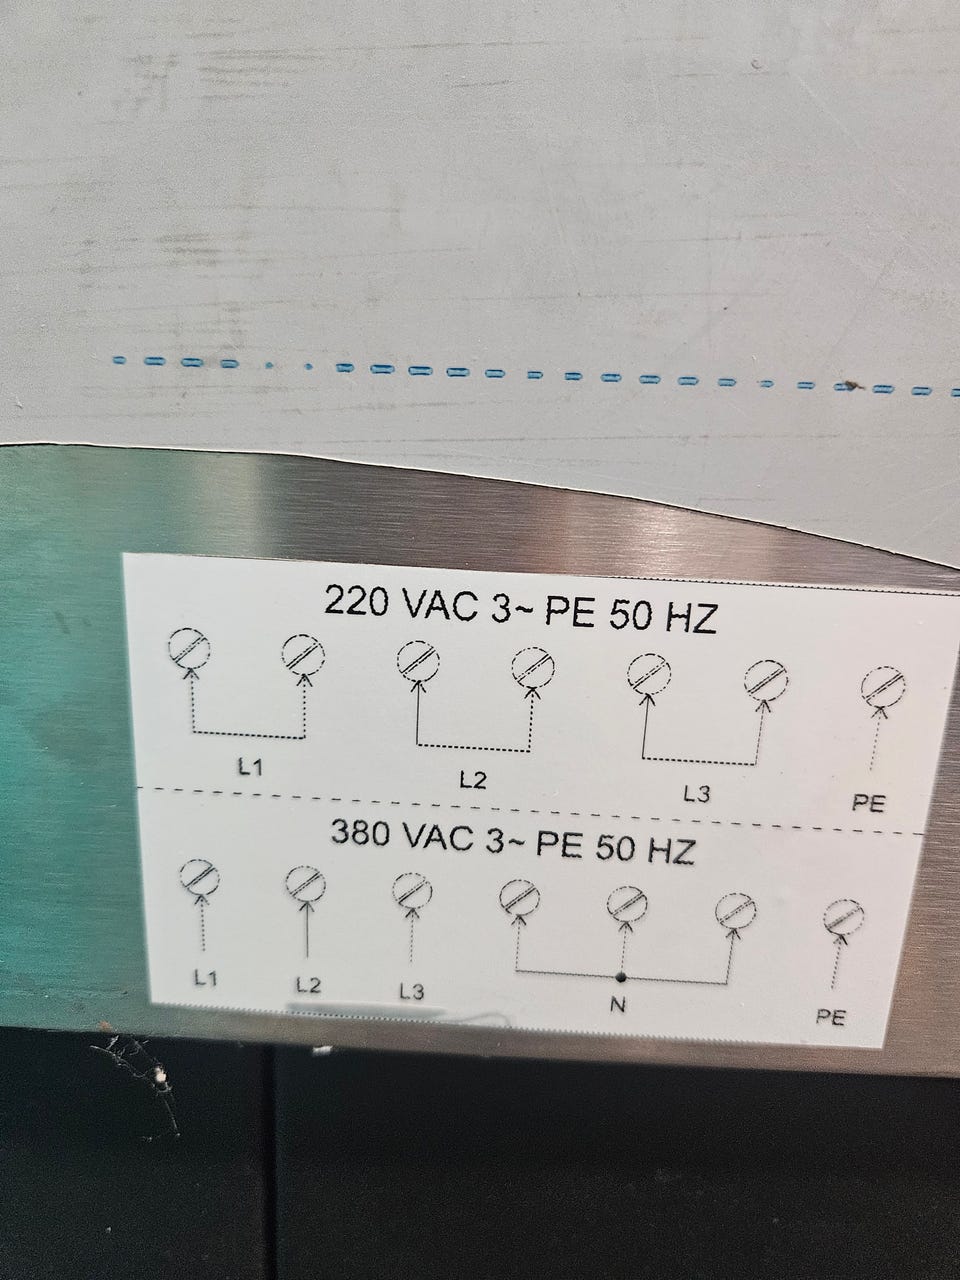 220 VAC 3~ PE 50 HZ
L1 L2 L3 PE
380 VAC 3~ PE 50 HZ
L1 L2 L3 N PE